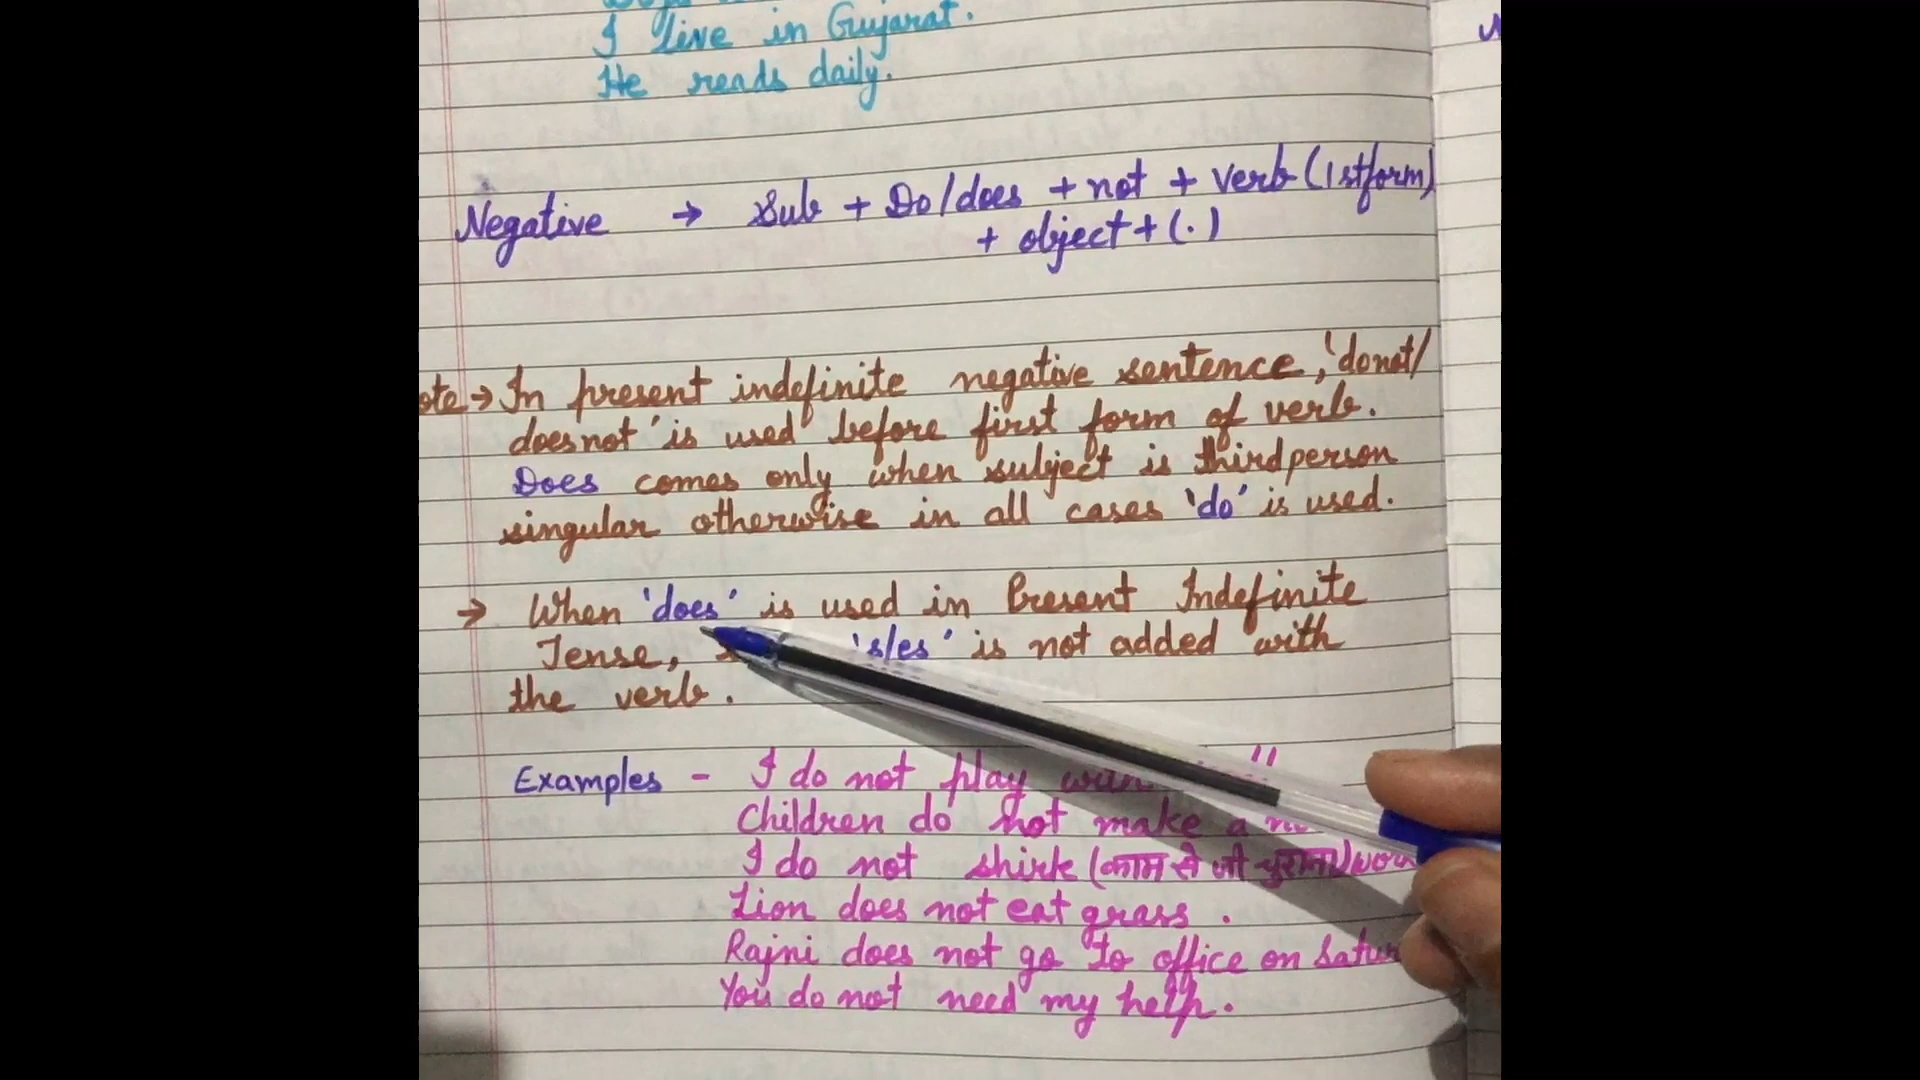 I live in Gujarat.
He reads daily.
Negative → Sub + Do/does + not + verb (1st form)
+ object + (.)
ote → In present indefinite negative sentence, 'donot/
doesnot' is used before first form of verb.
Does comes only when subject is thirdperson
singular otherwise in all cases 'do' is used.
→ When 'does' is used in Present Indefinite
Tense, 's/es' is not added with
the verb.
Examples - I do not play
Children do not make a
I do not shirk (काम से जी चुराना)
Lion does not eat grass.
Rajni does not go to office on
You do not need my help.